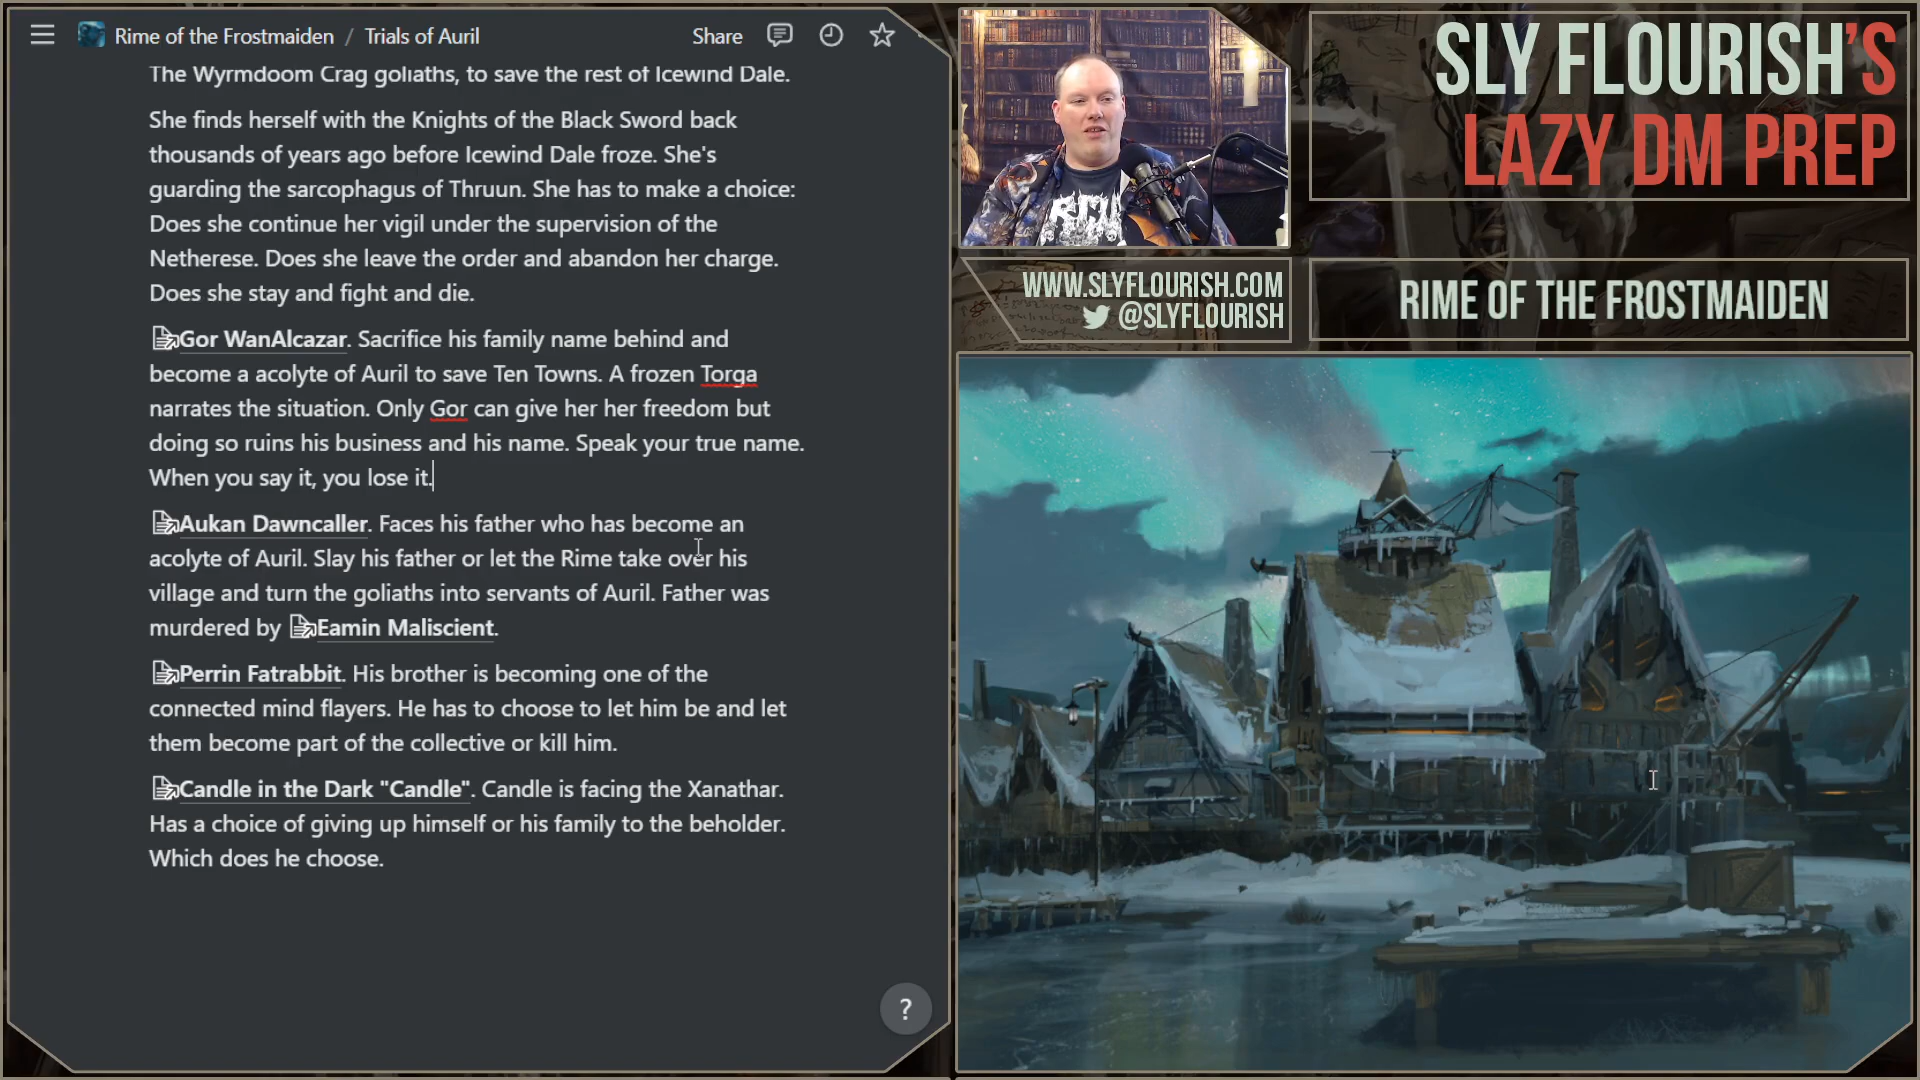 Rime of the Frostmaiden / Trials of Auril
Share
The Wyrmdoom Crag goliaths, to save the rest of Icewind Dale.
She finds herself with the Knights of the Black Sword back
thousands of years ago before Icewind Dale froze. She's
guarding the sarcophagus of Thruun. She has to make a choice:
Does she continue her vigil under the supervision of the
Netherese. Does she leave the order and abandon her charge.
Does she stay and fight and die.
Gor WanAlcazar. Sacrifice his family name behind and
become a acolyte of Auril to save Ten Towns. A frozen Torga
narrates the situation. Only Gor can give her her freedom but
doing so ruins his business and his name. Speak your true name.
When you say it, you lose it.
Aukan Dawncaller. Faces his father who has become an
acolyte of Auril. Slay his father or let the Rime take over his
village and turn the goliaths into servants of Auril. Father was
murdered by Eamin Maliscient.
Perrin Fatrabbit. His brother is becoming one of the
connected mind flayers. He has to choose to let him be and let
them become part of the collective or kill him.
Candle in the Dark "Candle". Candle is facing the Xanathar.
Has a choice of giving up himself or his family to the beholder.
Which does he choose.
?
SLY FLOURISH'S
LAZY DM PREP
WWW.SLYFLOURISH.COM
@SLYFLOURISH
RIME OF THE FROSTMAIDEN